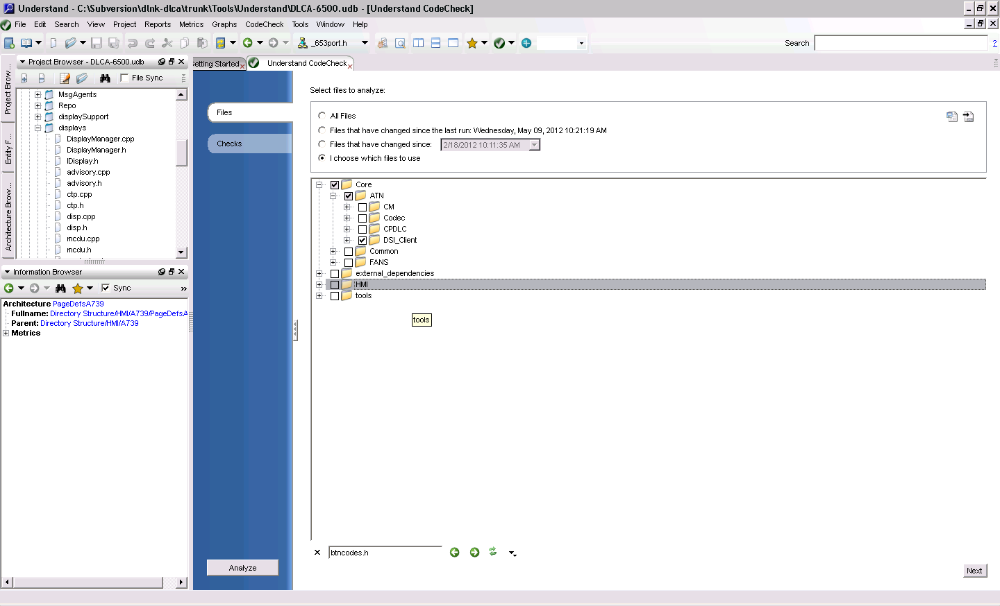 Understand - C:\Subversion\dlnk-dlca\trunk\Tools\Understand\DLCA-6500.udb - [Understand CodeCheck]
File Edit Search View Project Reports Metrics Graphs CodeCheck Tools Window Help
_653port.h
Search
?
Project Browser - DLCA-6500.udb
File Sync
Project Brow...
Entity F...
Architecture Brow...
MsgAgents
Repo
displaySupport
displays
DisplayManager.cpp
DisplayManager.h
IDisplay.h
advisory.cpp
advisory.h
ctp.cpp
ctp.h
disp.cpp
disp.h
mcdu.cpp
mcdu.h
Information Browser
Sync
»
Architecture PageDefsA739
Fullname: Directory Structure/HMI/A739/PageDefsA
Parent: Directory Structure/HMI/A739
Metrics
etting Started
Understand CodeCheck
Files
Checks
Analyze
Select files to analyze:
All Files
Files that have changed since the last run: Wednesday, May 09, 2012 10:21:19 AM
Files that have changed since: 2/18/2012 10:11:35 AM
I choose which files to use
Core
ATN
CM
Codec
CPDLC
DSI_Client
Common
FANS
external_dependencies
HMI
tools
tools
btncodes.h
Next